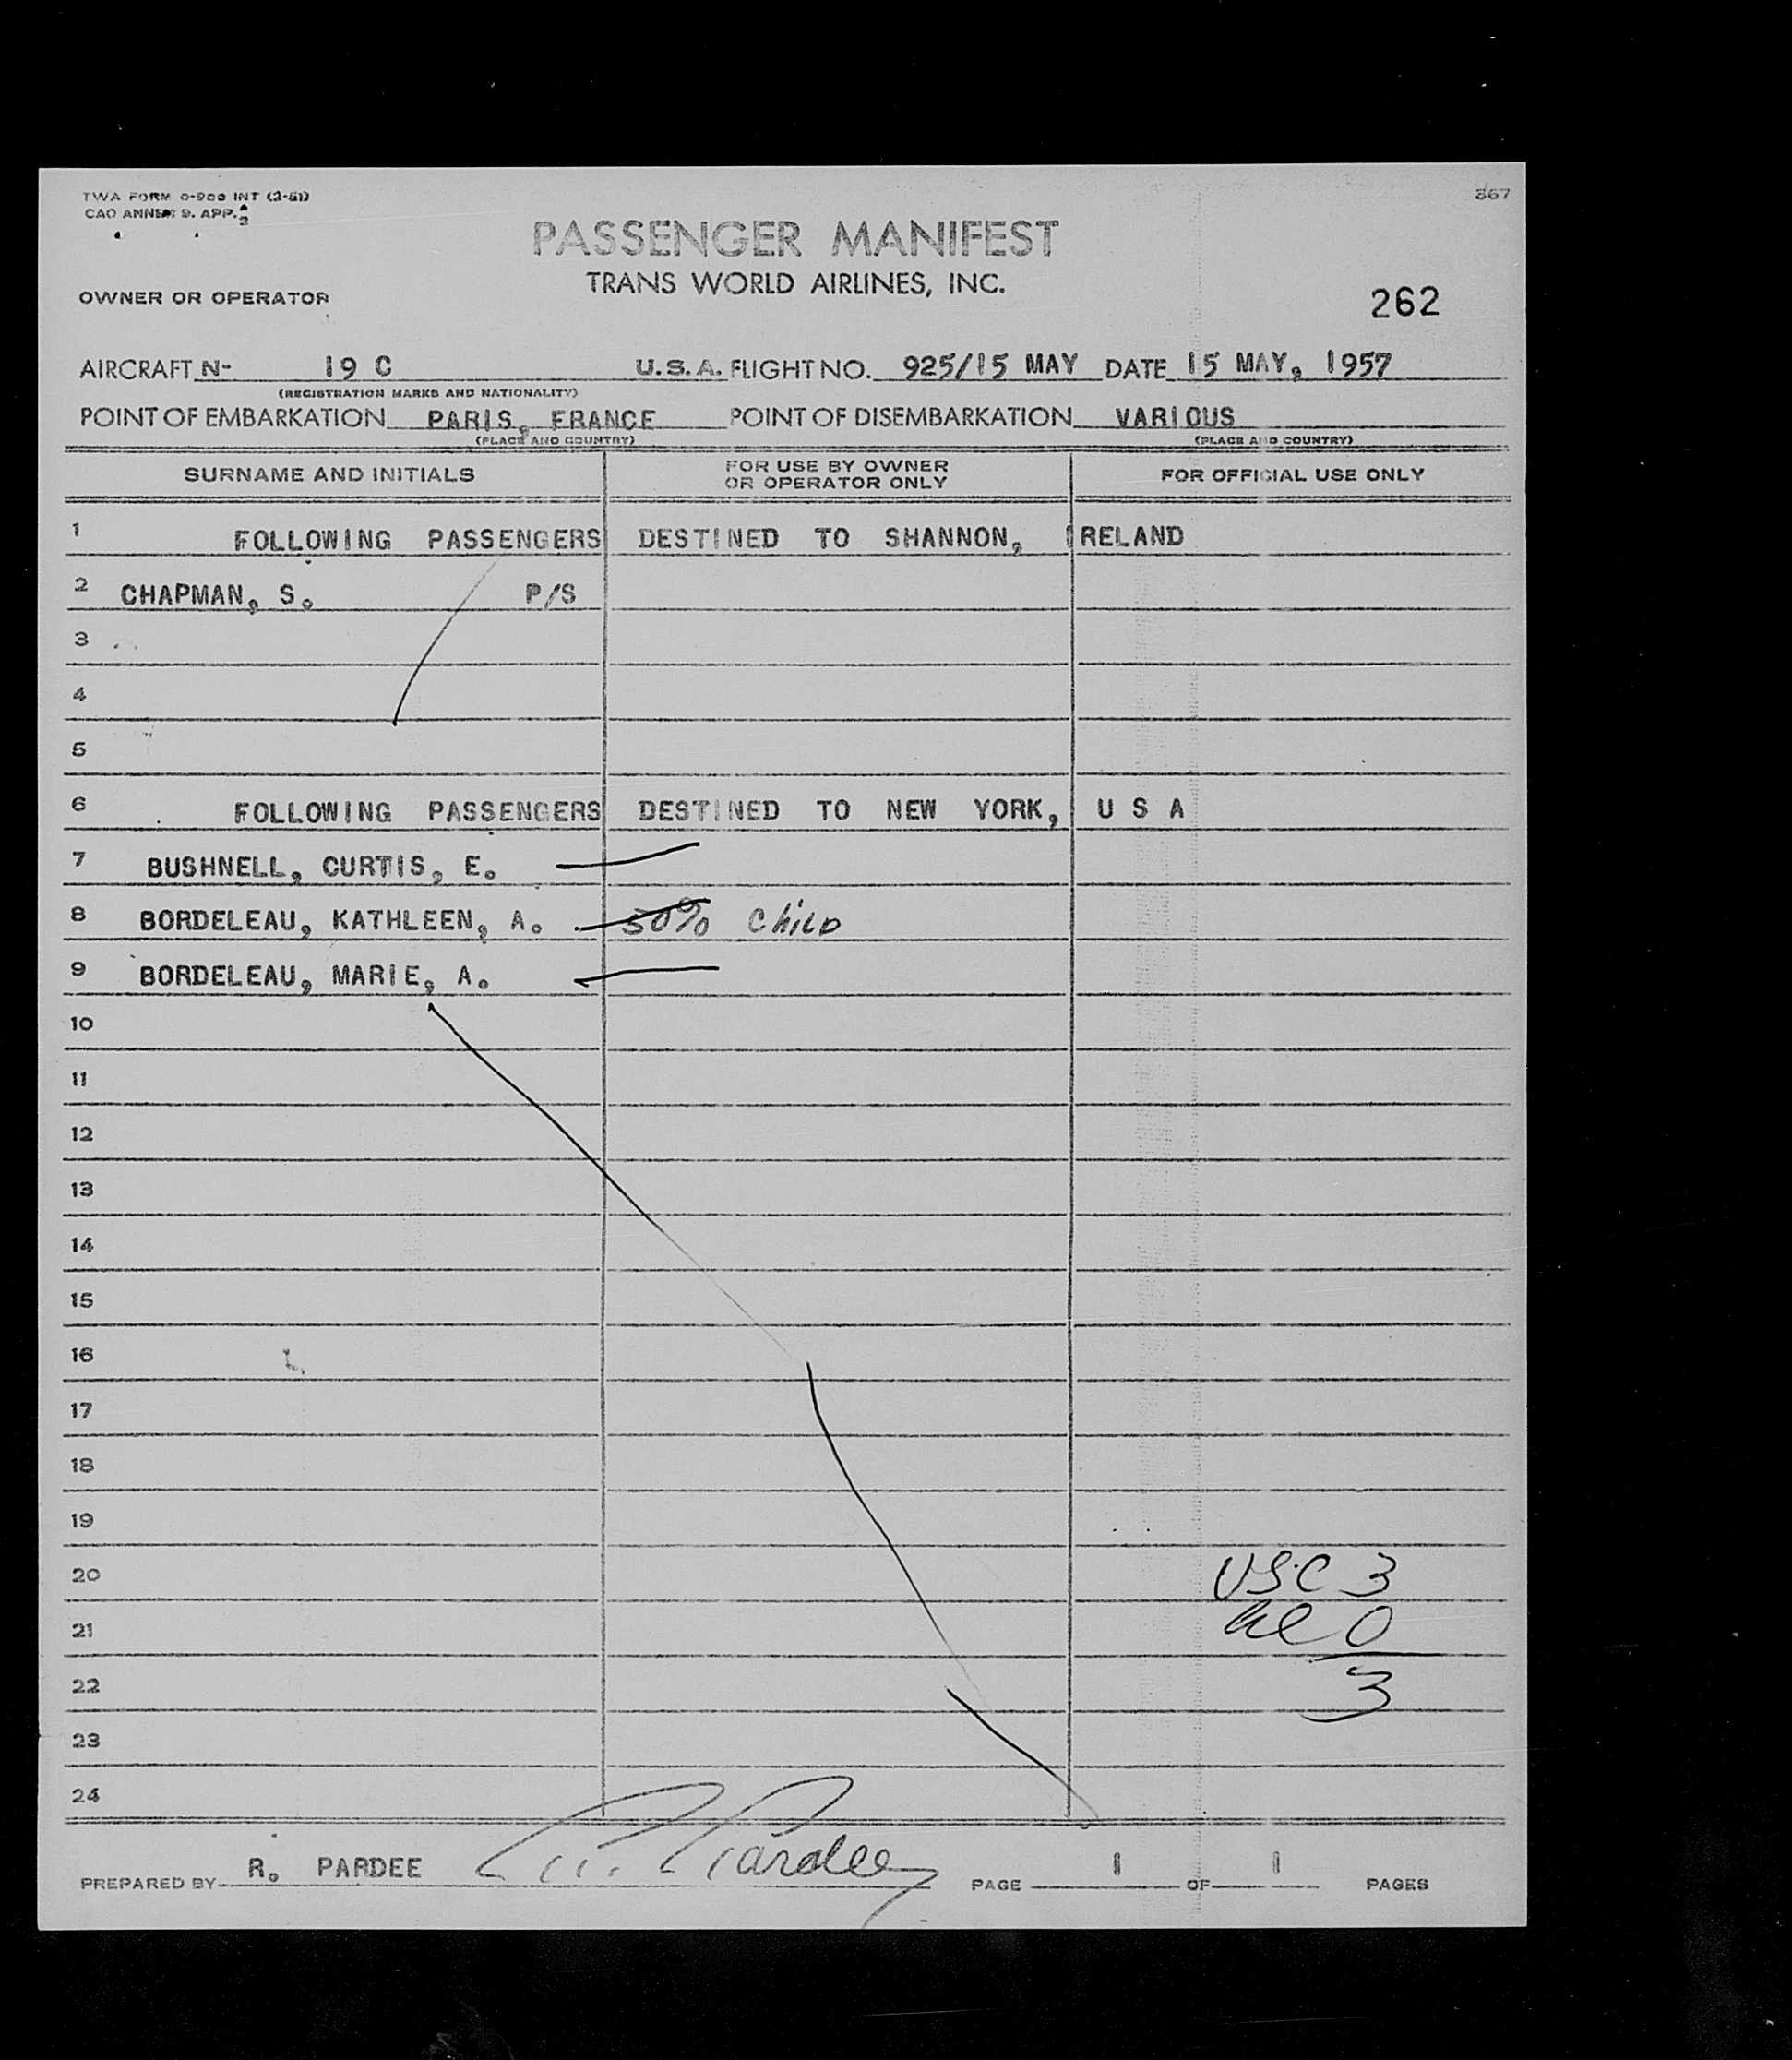 TWA FORM 0-900 INT (2-51)
CAO ANNEX 9. APP. 2
367
PASSENGER MANIFEST
TRANS WORLD AIRLINES, INC.
OWNER OR OPERATOR
262
AIRCRAFT N- 19 C U.S.A. FLIGHT NO. 925/15 MAY DATE 15 MAY, 1957
(REGISTRATION MARKS AND NATIONALITY)
POINT OF EMBARKATION PARIS, FRANCE POINT OF DISEMBARKATION VARIOUS
(PLACE AND COUNTRY) (PLACE AND COUNTRY)
SURNAME AND INITIALS FOR USE BY OWNER OR OPERATOR ONLY FOR OFFICIAL USE ONLY
1 FOLLOWING PASSENGERS DESTINED TO SHANNON, IRELAND
2 CHAPMAN, S. P/S
3
4
5
6 FOLLOWING PASSENGERS DESTINED TO NEW YORK, U S A
7 BUSHNELL, CURTIS, E.
8 BORDELEAU, KATHLEEN, A. 50% Child
9 BORDELEAU, MARIE, A.
10
11
12
13
14
15
16
17
18
19
20 USC 3
21 0
22 3
23
24
PREPARED BY R. PARDEE R. Pardee PAGE 1 OF 1 PAGES